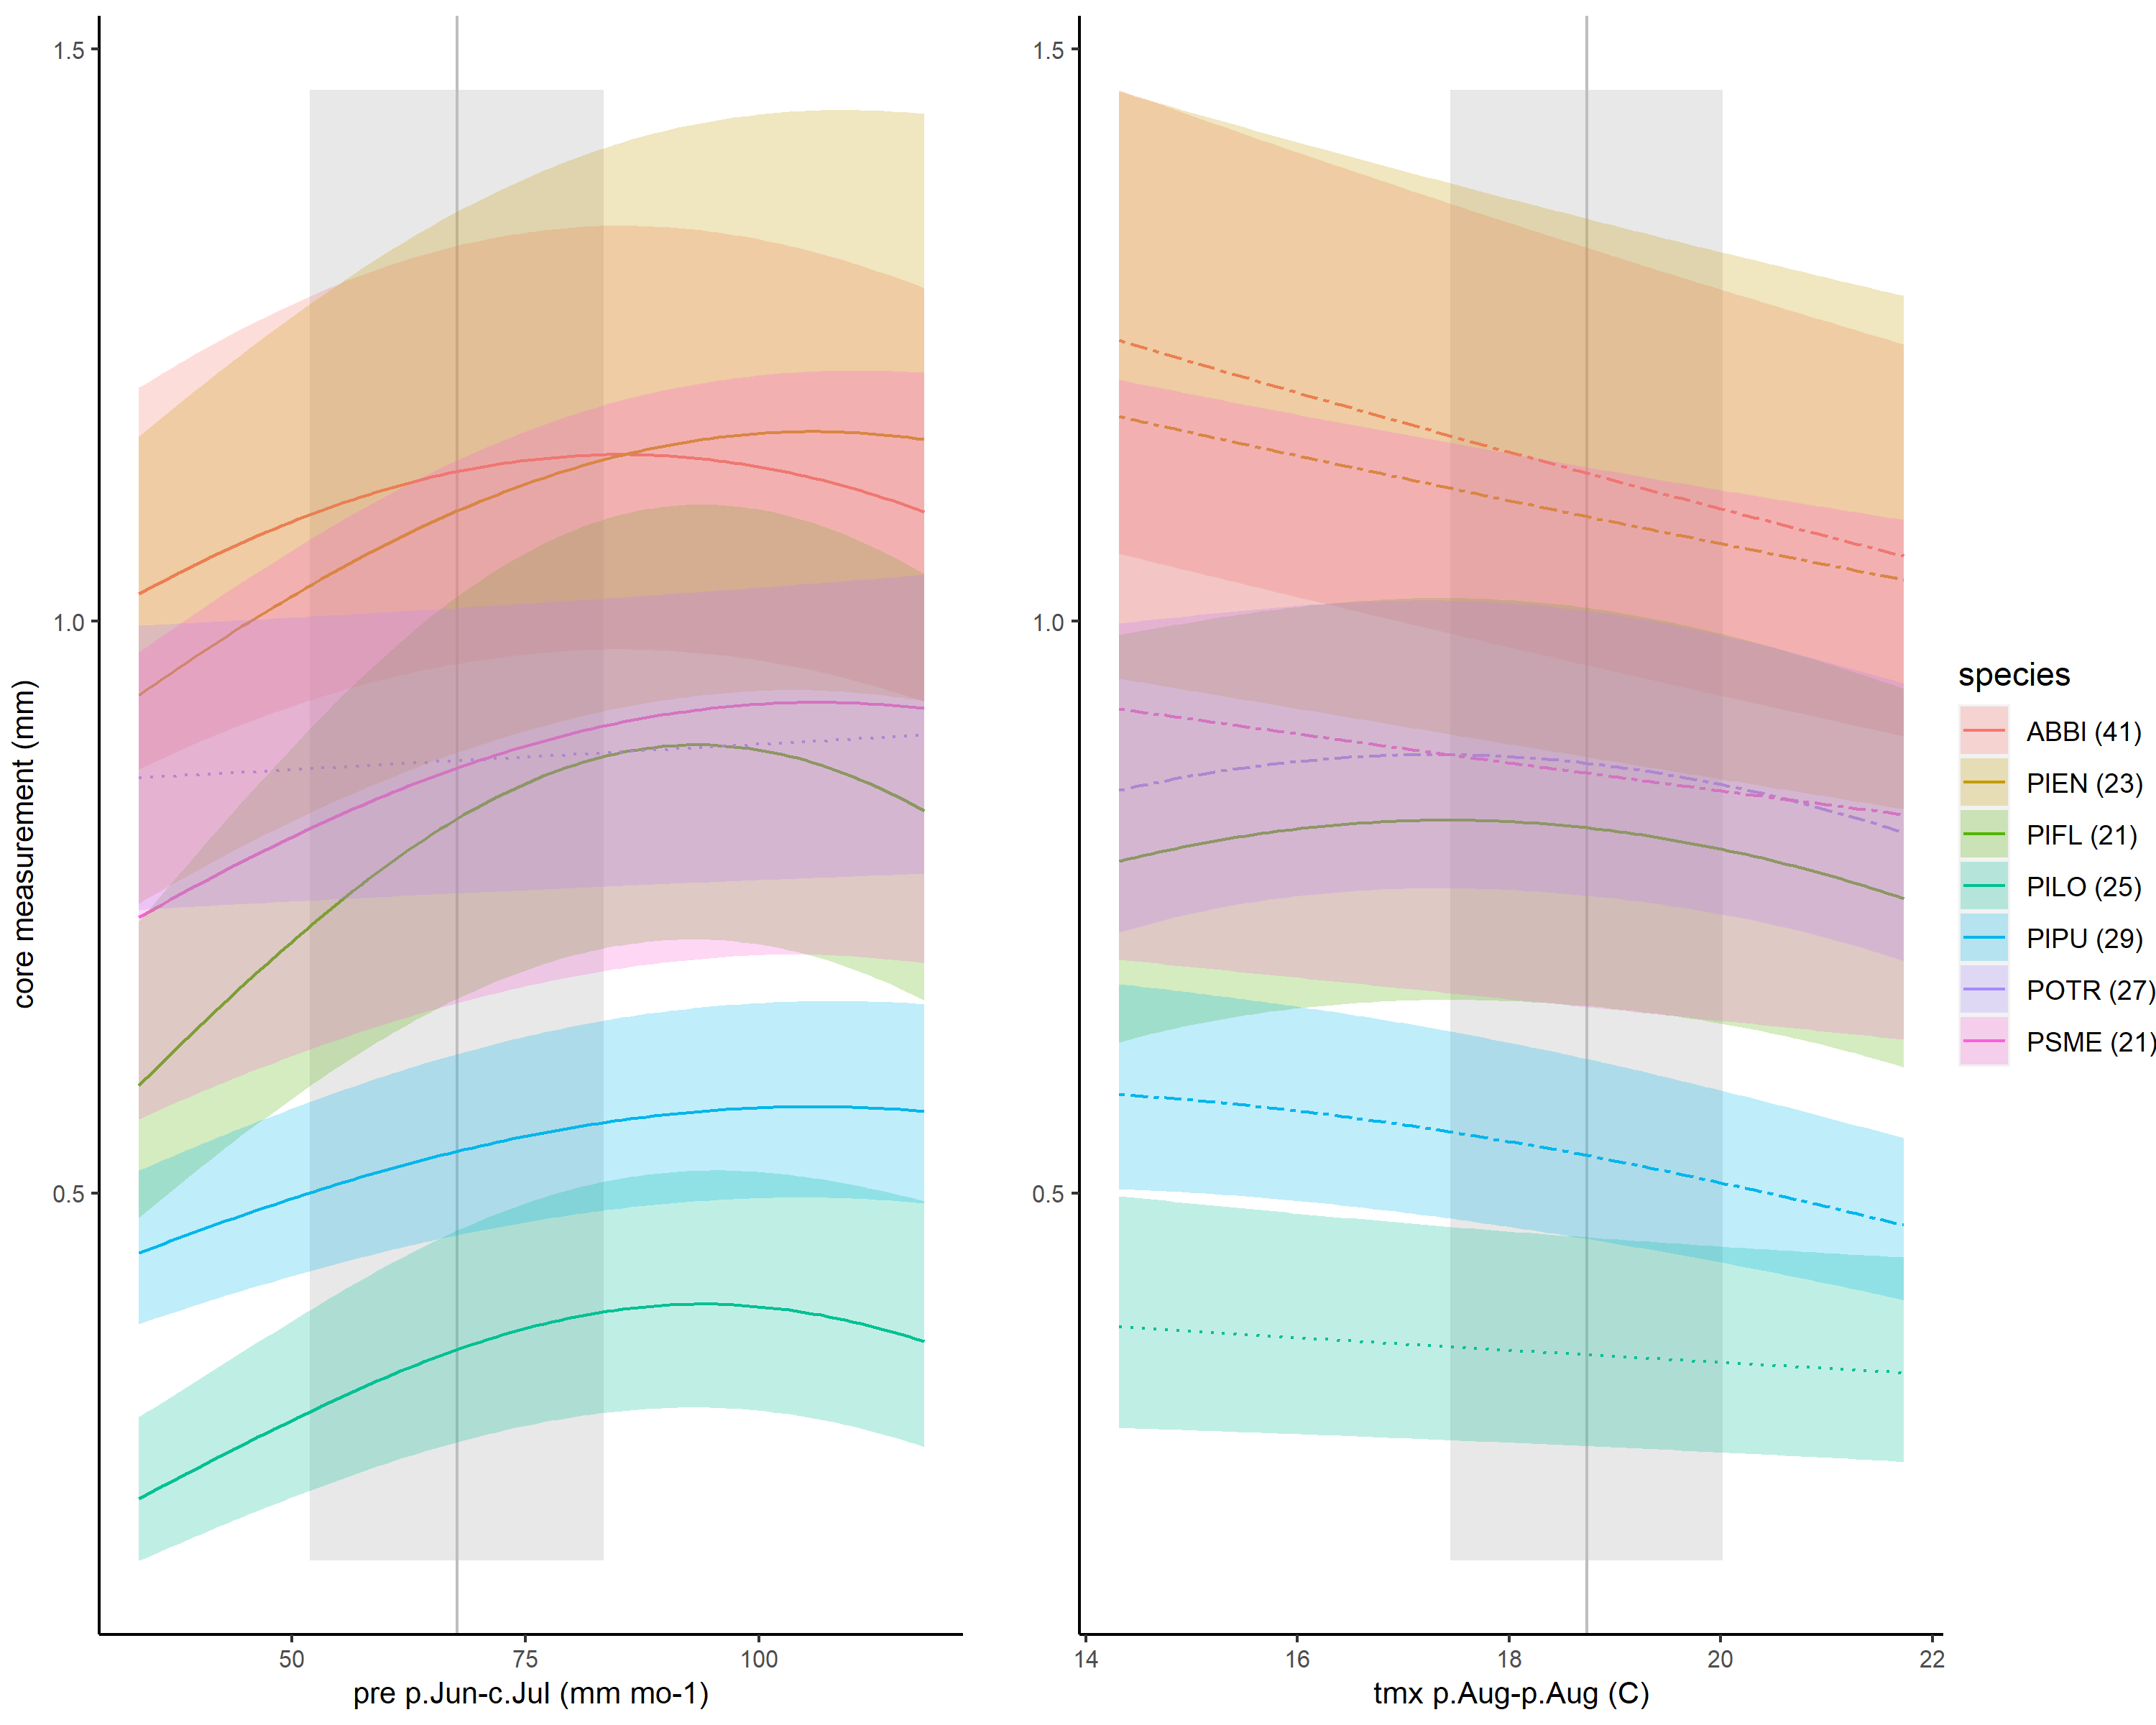 core measurement (mm)
1.5
1.0
0.5
50 75 100
pre p.Jun-c.Jul (mm mo-1)
1.5
1.0
0.5
14 16 18 20 22
tmx p.Aug-p.Aug (C)
species
ABBI (41)
PIEN (23)
PIFL (21)
PILO (25)
PIPU (29)
POTR (27)
PSME (21)